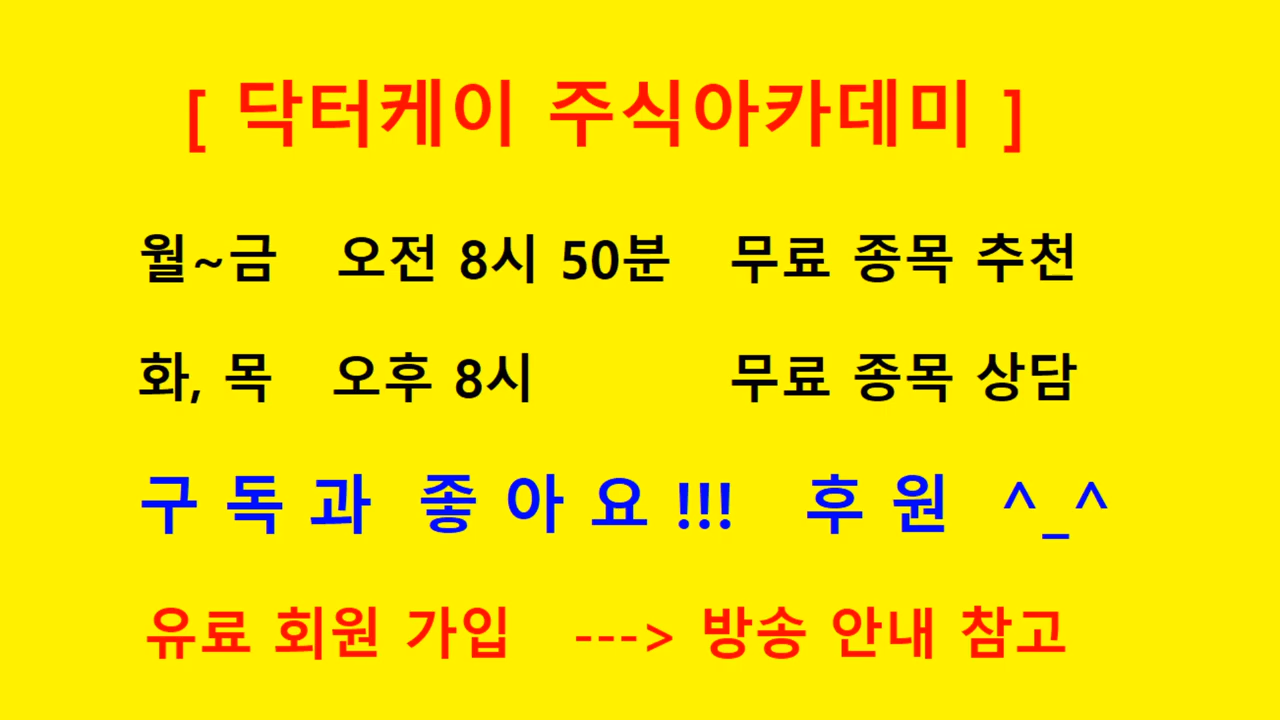 [ 닥터케이 주식아카데미 ]
월~금 오전 8시 50분 무료 종목 추천
화, 목 오후 8시 무료 종목 상담
구 독 과 좋 아 요 !!! 후 원 ^_^
유료 회원 가입 ---> 방송 안내 참고